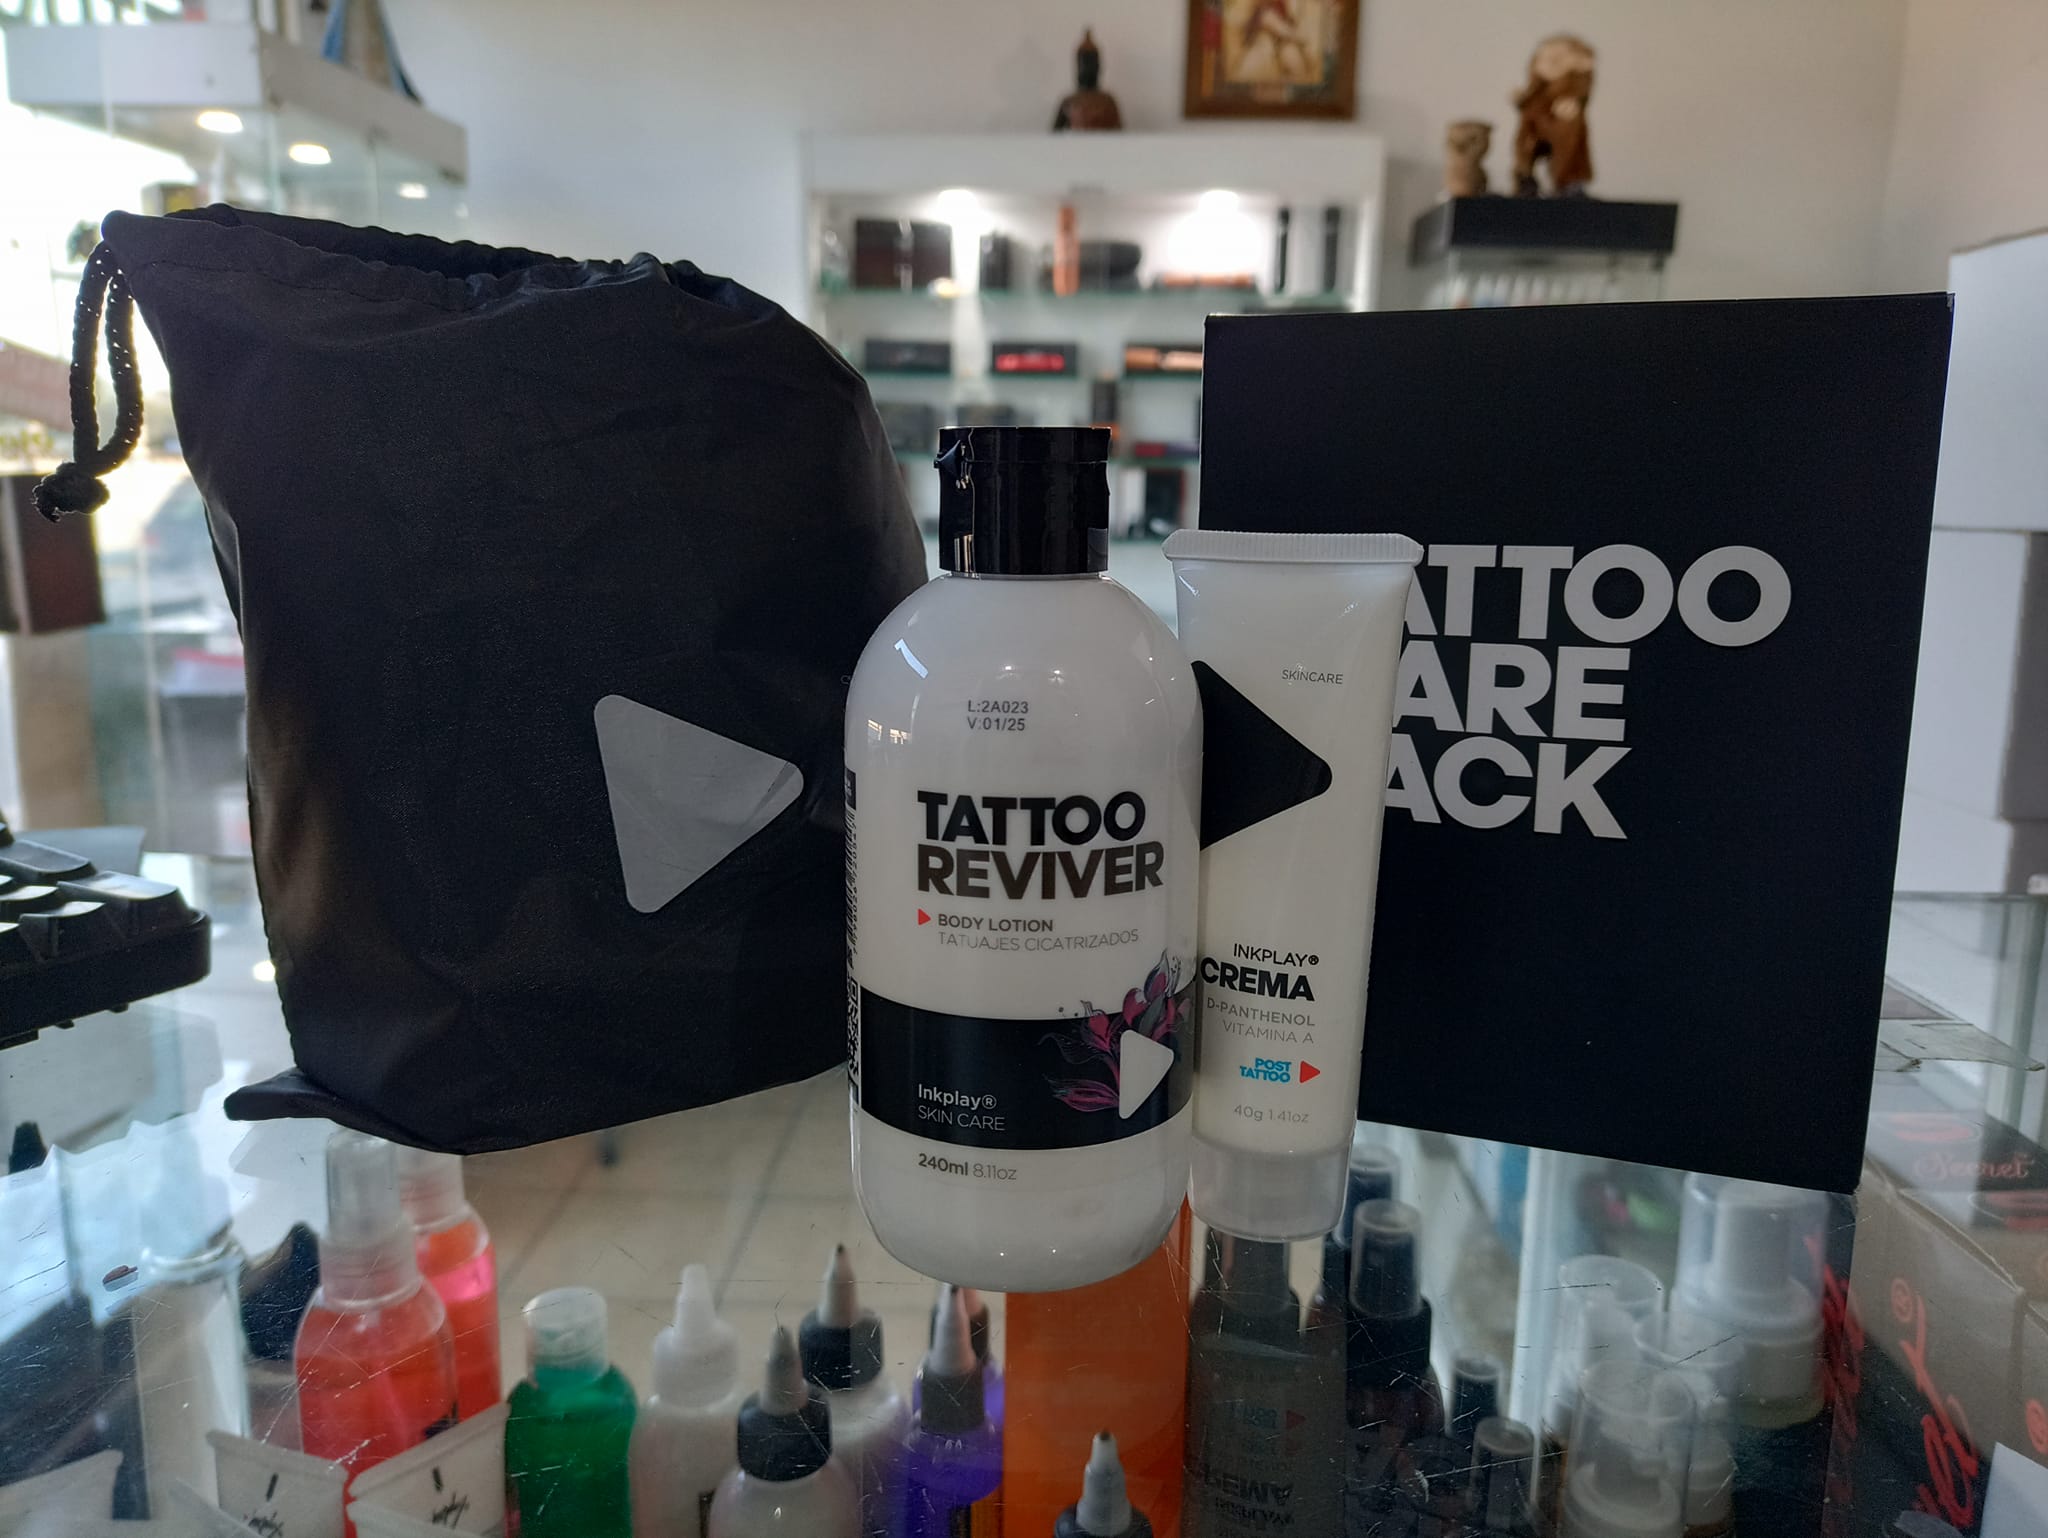 L:2A023
V:01/25
TATTOO
REVIVER
BODY LOTION
TATUAJES CICATRIZADOS
Inkplay®
SKIN CARE
240ml 8.11oz
SKINCARE
INKPLAY®
CREMA
D-PANTHENOL
VITAMINA A
POST
TATTOO
40g 1.41oz
ATTOO
ARE
ACK
Secret